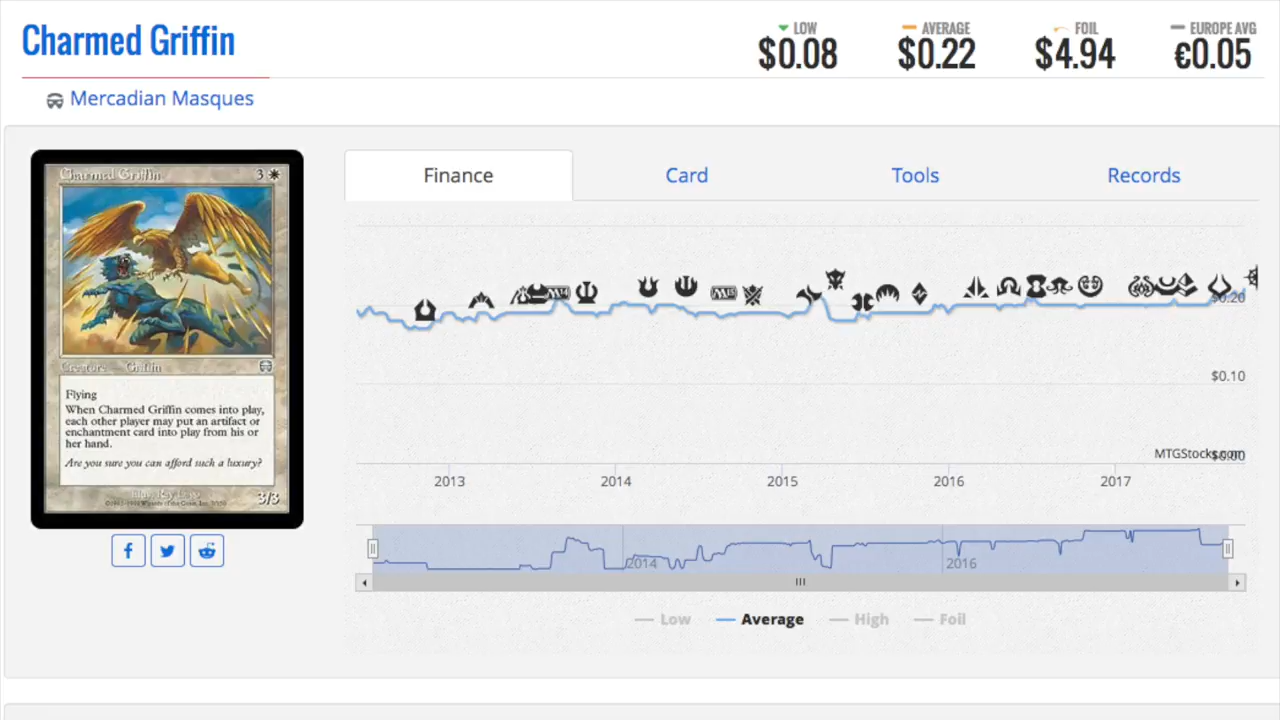 Charmed Griffin
LOW
$0.08
AVERAGE
$0.22
FOIL
$4.94
EUROPE AVG
€0.05
Mercadian Masques
Finance
Card
Tools
Records
Charmed Griffin 3
Creature — Griffin
Flying
When Charmed Griffin comes into play,
each other player may put an artifact or
enchantment card into play from his or
her hand.
Are you sure you can afford such a luxury?
3/3
M14
M15
$0.20
$0.10
MTGStocks.com
$0.00
2013
2014
2015
2016
2017
2014
2016
Low
Average
High
Foil